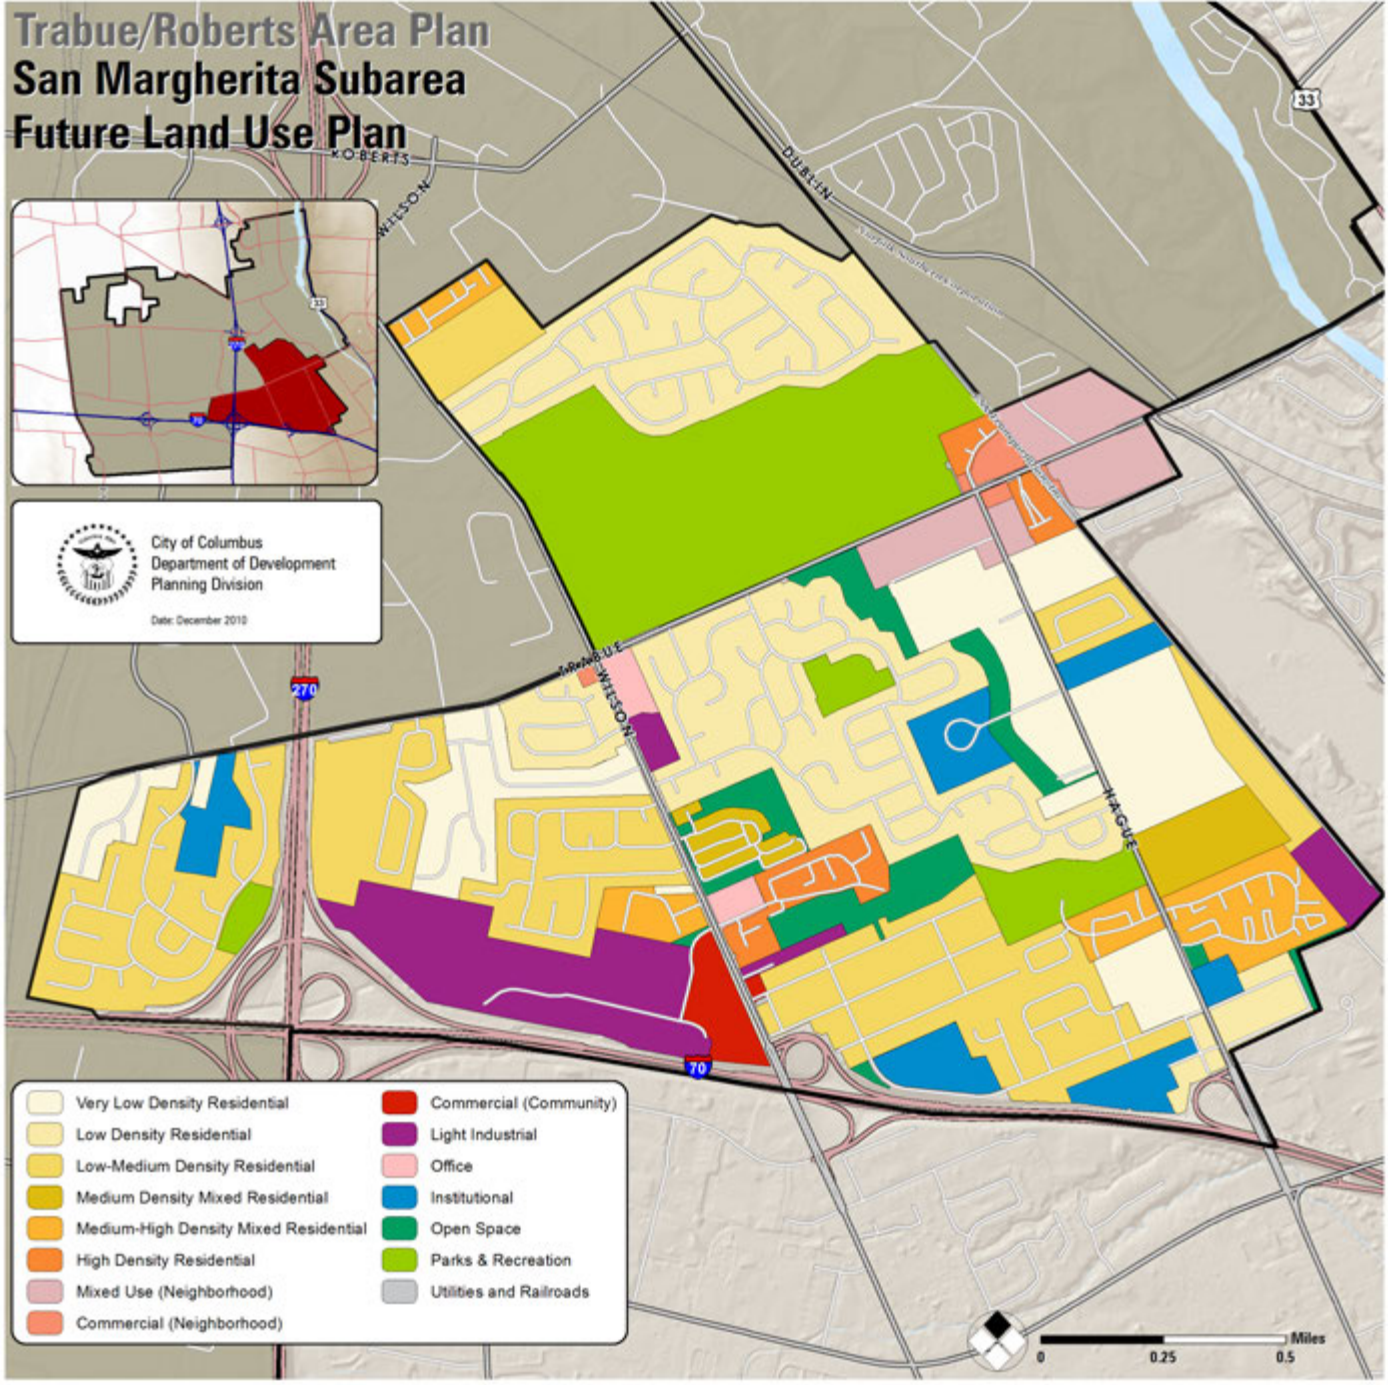 Trabue/Roberts Area Plan
San Margherita Subarea
Future Land Use Plan
ROBERTS
WILSON
DUBLIN
33
33
70
City of Columbus
Department of Development
Planning Division
Date: December 2010
TRABUE
WILSON
270
HAGUE
70
Very Low Density Residential
Low Density Residential
Low-Medium Density Residential
Medium Density Mixed Residential
Medium-High Density Mixed Residential
High Density Residential
Mixed Use (Neighborhood)
Commercial (Neighborhood)
Commercial (Community)
Light Industrial
Office
Institutional
Open Space
Parks & Recreation
Utilities and Railroads
Miles
0 0.25 0.5